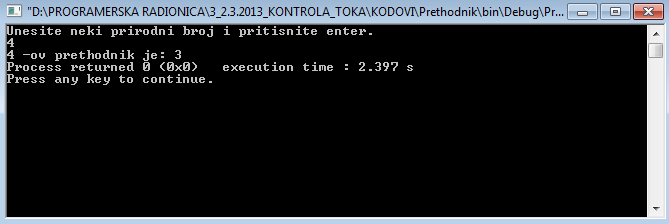 "D:\PROGRAMERSKA RADIONICA\3_2.3.2013_KONTROLA_TOKA\KODOVI\Prethodnik\bin\Debug\Pr...
Unesite neki prirodni broj i pritisnite enter.
4
4 -ov prethodnik je: 3
Process returned 0 (0x0)   execution time : 2.397 s
Press any key to continue.